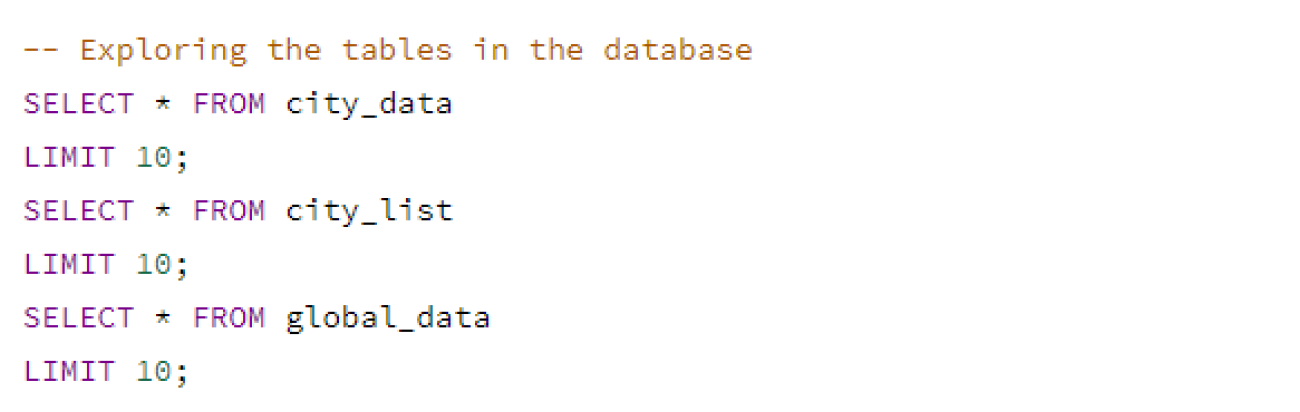 -- Exploring the tables in the database
SELECT * FROM city_data
LIMIT 10;
SELECT * FROM city_list
LIMIT 10;
SELECT * FROM global_data
LIMIT 10;